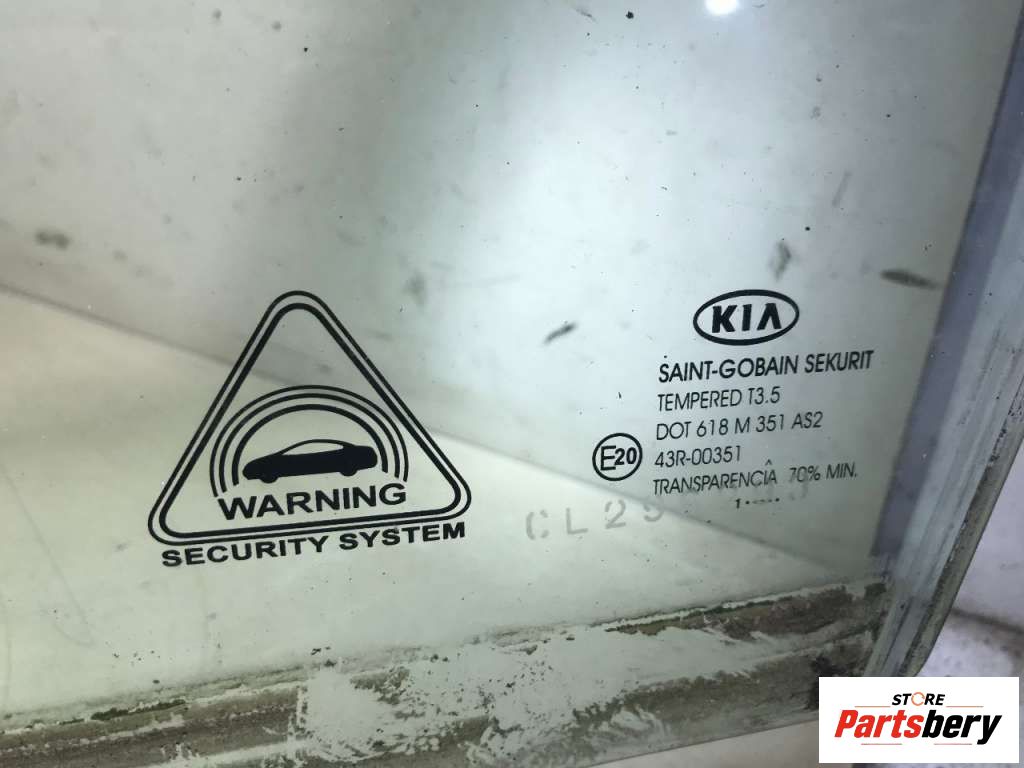 KIA
SAINT-GOBAIN SEKURIT
TEMPERED T3.5
DOT 618 M 351 AS2
E20
43R-00351
TRANSPARENCIÂ 70% MIN.
WARNING
SECURITY SYSTEM
STORE
Partsbery